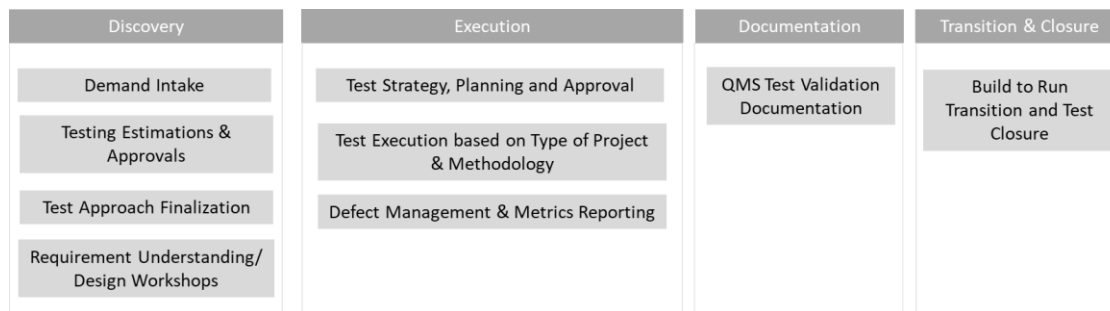 Discovery
Demand Intake
Testing Estimations &
Approvals
Test Approach Finalization
Requirement Understanding/
Design Workshops
Execution
Test Strategy, Planning and Approval
Test Execution based on Type of Project
& Methodology
Defect Management & Metrics Reporting
Documentation
QMS Test Validation
Documentation
Transition & Closure
Build to Run
Transition and Test
Closure